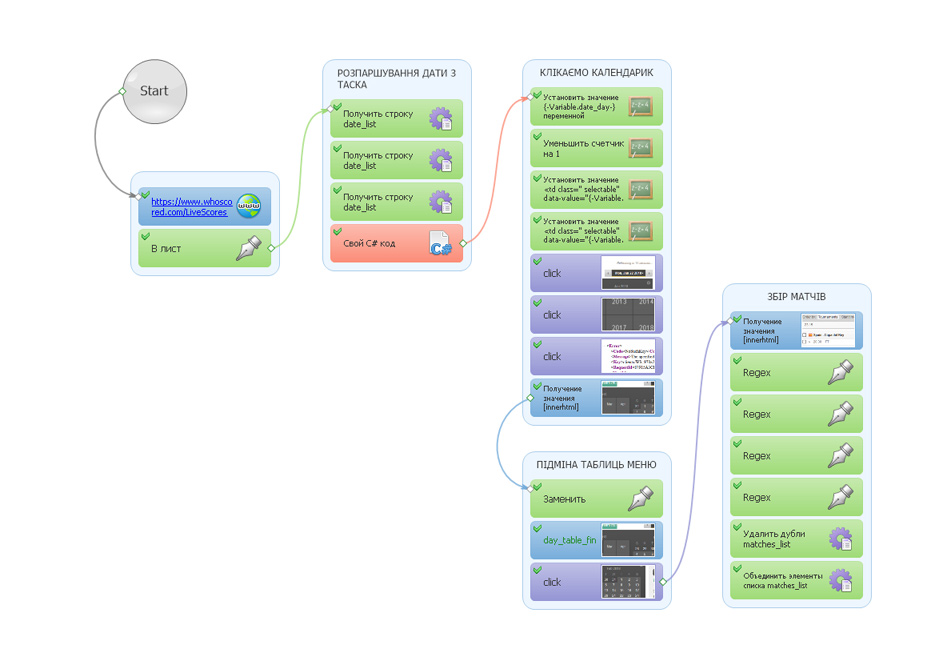 Start
https://www.whosco
red.com/LiveScores
В лист
РОЗПАРШУВАННЯ ДАТИ З
ТАСКА
Получить строку
date_list
Получить строку
date_list
Получить строку
date_list
Свой C# код
C#
КЛІКАЄМО КАЛЕНДАРИК
Установить значение
{-Variable.date_day-}
переменной
Уменьшить счетчик
на 1
Установить значение
<td class=" selectable"
data-value="{-Variable.
Установить значение
<td class=" selectable"
data-value="{-Variable.
click
click
2013 2014
2017 2018
click
Получение
значения
[innerhtml]
ПІДМІНА ТАБЛИЦЬ МЕНЮ
Заменить
day_table_fin
click
ЗБІР МАТЧІВ
Получение
значения
[innerhtml]
Regex
Regex
Regex
Regex
Удалить дубли
matches_list
Объединить элементы
списка matches_list